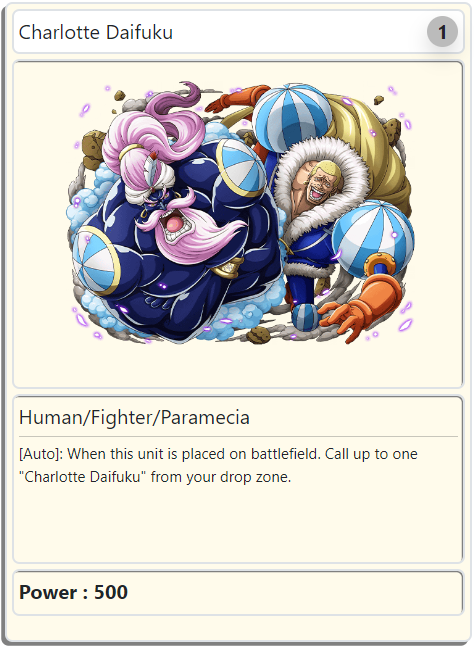 Charlotte Daifuku
1
Human/Fighter/Paramecia
[Auto]: When this unit is placed on battlefield. Call up to one
"Charlotte Daifuku" from your drop zone.
Power : 500